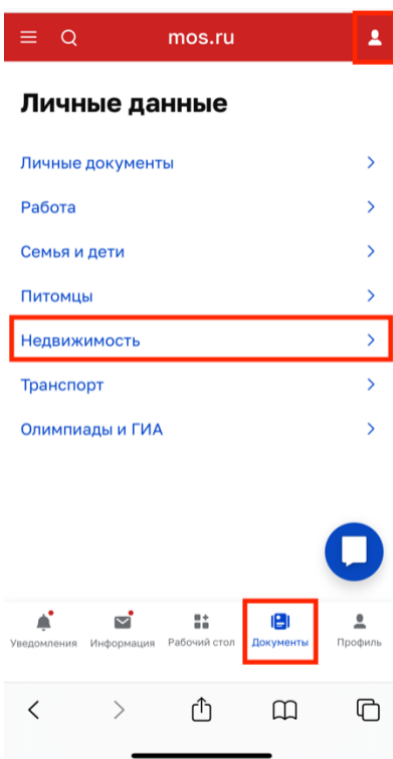 mos.ru
Личные данные
Личные документы
Работа
Семья и дети
Питомцы
Недвижимость
Транспорт
Олимпиады и ГИА
Уведомления Информация Рабочий стол Документы Профиль